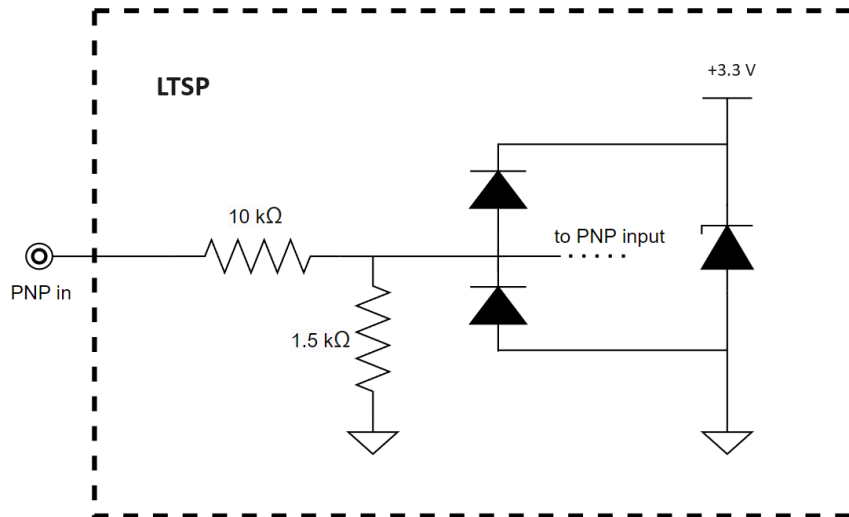 +3.3 V
LTSP
10 kΩ
to PNP input
PNP in
1.5 kΩ